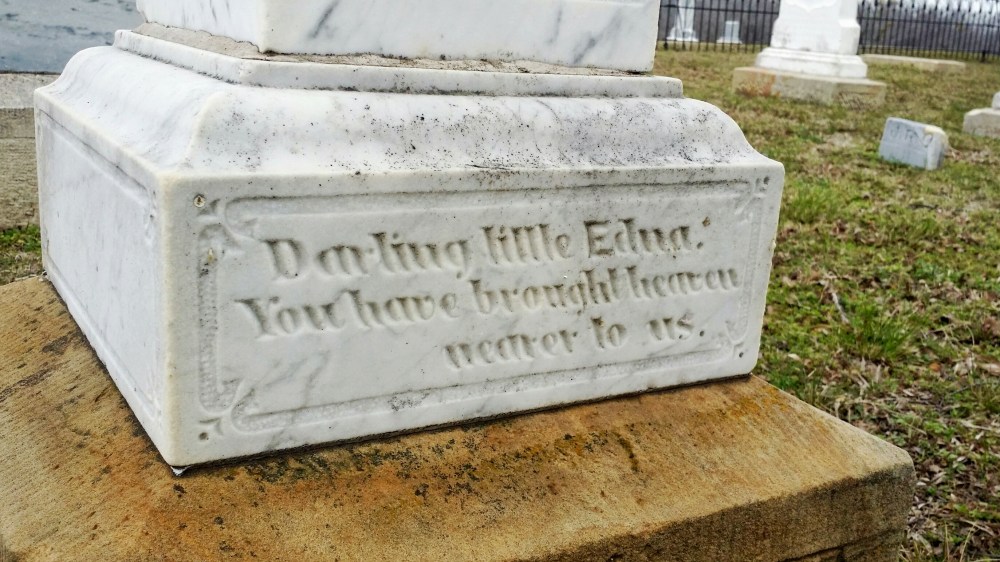 Darling little Edna.
You have brought heaven
nearer to us.